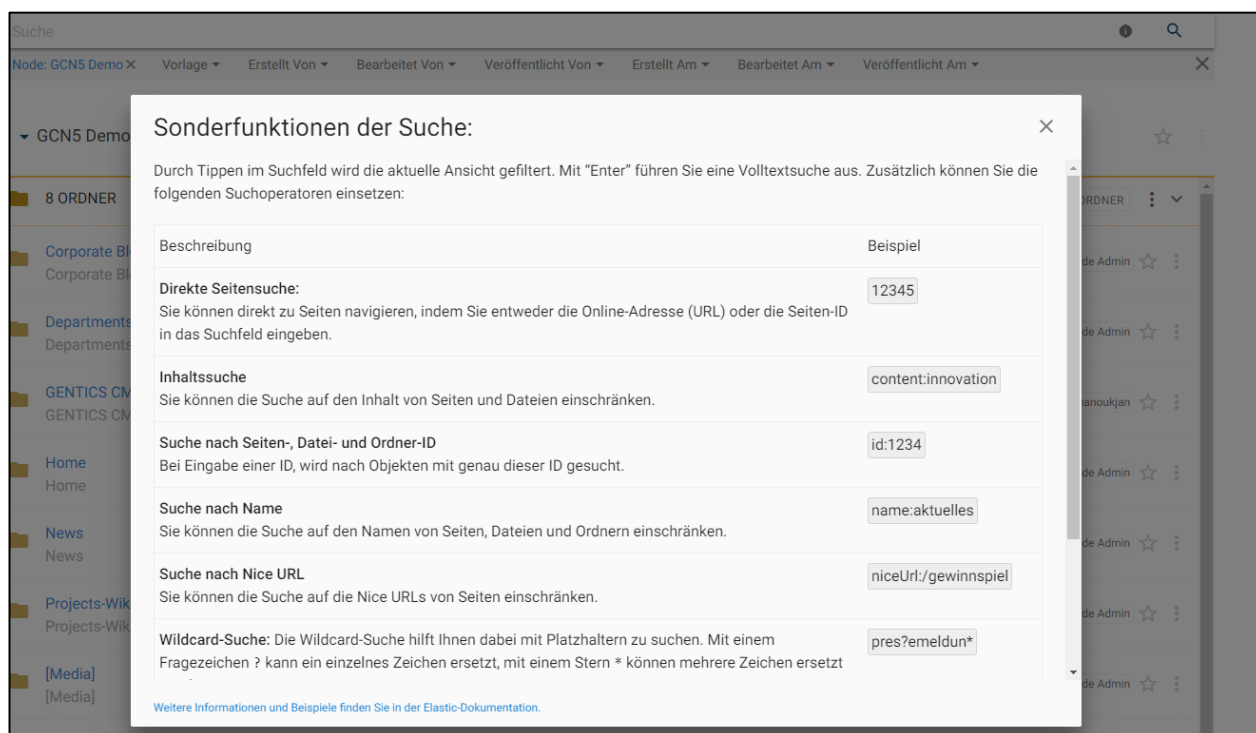 Suche
Node: GCN5 Demo × Vorlage Erstellt Von Bearbeitet Von Veröffentlicht Von Erstellt Am Bearbeitet Am Veröffentlicht Am
GCN5 Demo
8 ORDNER
ORDNER
Corporate Bl
Corporate Bl
de Admin
Departments
Departments
de Admin
GENTICS CM
GENTICS CM
anoukjan
Home
Home
de Admin
News
News
de Admin
Projects-Wik
Projects-Wik
[Media]
[Media]
de Admin
Sonderfunktionen der Suche:
Durch Tippen im Suchfeld wird die aktuelle Ansicht gefiltert. Mit “Enter” führen Sie eine Volltextsuche aus. Zusätzlich können Sie die
folgenden Suchoperatoren einsetzen:
Beschreibung Beispiel
Direkte Seitensuche: 12345
Sie können direkt zu Seiten navigieren, indem Sie entweder die Online-Adresse (URL) oder die Seiten-ID
in das Suchfeld eingeben.
Inhaltssuche content:innovation
Sie können die Suche auf den Inhalt von Seiten und Dateien einschränken.
Suche nach Seiten-, Datei- und Ordner-ID id:1234
Bei Eingabe einer ID, wird nach Objekten mit genau dieser ID gesucht.
Suche nach Name name:aktuelles
Sie können die Suche auf den Namen von Seiten, Dateien und Ordnern einschränken.
Suche nach Nice URL niceUrl:/gewinnspiel
Sie können die Suche auf die Nice URLs von Seiten einschränken.
Wildcard-Suche: Die Wildcard-Suche hilft Ihnen dabei mit Platzhaltern zu suchen. Mit einem pres?emeldun*
Fragezeichen ? kann ein einzelnes Zeichen ersetzt, mit einem Stern * können mehrere Zeichen ersetzt
Weitere Informationen und Beispiele finden Sie in der Elastic-Dokumentation.